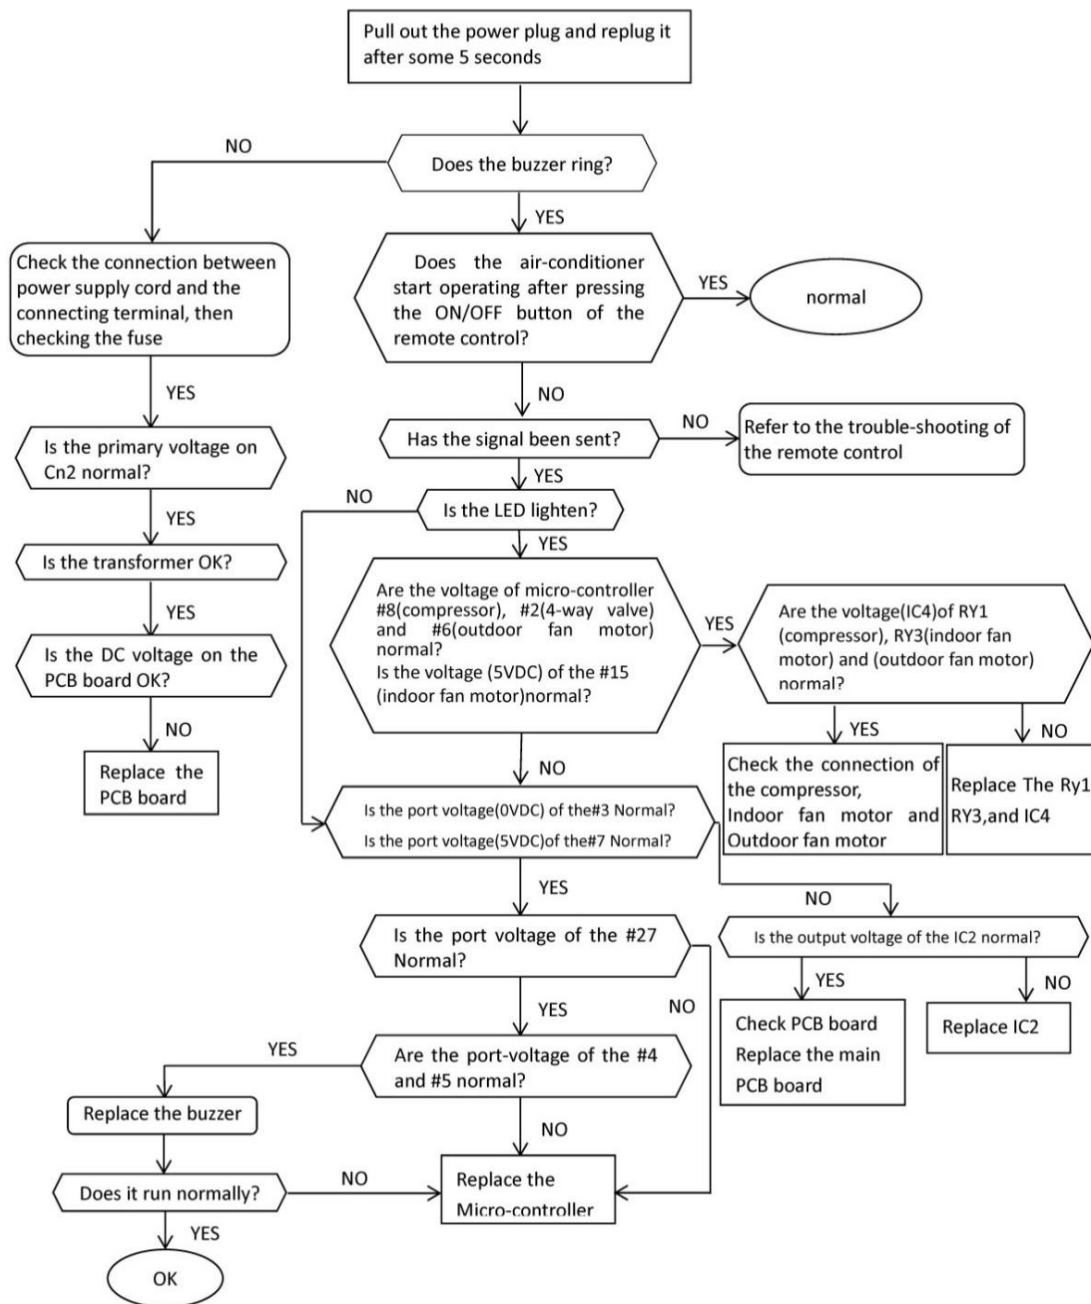 Pull out the power plug and replug it
after some 5 seconds
NO
Does the buzzer ring?
YES
Check the connection between
power supply cord and the
connecting terminal, then
checking the fuse
Does the air-conditioner
start operating after pressing
the ON/OFF button of the
remote control?
YES
normal
YES
NO
Is the primary voltage on
Cn2 normal?
Has the signal been sent?
NO
Refer to the trouble-shooting of
the remote control
YES
NO
Is the LED lighten?
YES
YES
Is the transformer OK?
YES
Is the DC voltage on the
PCB board OK?
NO
Replace the
PCB board
Are the voltage of micro-controller
#8(compressor), #2(4-way valve)
and #6(outdoor fan motor)
normal?
Is the voltage (5VDC) of the #15
(indoor fan motor)normal?
YES
Are the voltage(IC4)of RY1
(compressor), RY3(indoor fan
motor) and (outdoor fan motor)
normal?
YES
NO
Check the connection of
the compressor,
Indoor fan motor and
Outdoor fan motor
Replace The Ry1
RY3,and IC4
NO
Is the port voltage(0VDC) of the#3 Normal?
Is the port voltage(5VDC)of the#7 Normal?
YES
NO
Is the port voltage of the #27
Normal?
Is the output voltage of the IC2 normal?
YES
NO
YES
NO
Check PCB board
Replace the main
PCB board
Replace IC2
YES
Are the port-voltage of the #4
and #5 normal?
Replace the buzzer
NO
Does it run normally?
NO
Replace the
Micro-controller
YES
OK